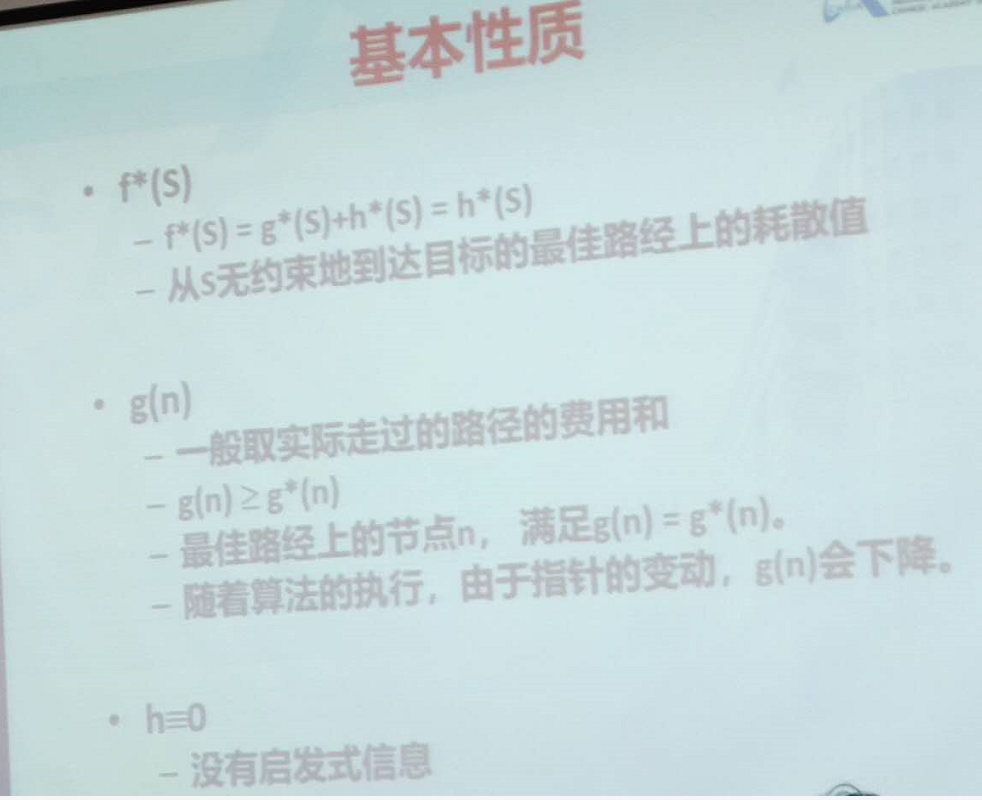 基本性质
• f*(S)
– f*(S) = g*(S)+h*(S) = h*(S)
– 从S无约束地到达目标的最佳路经上的耗散值
• g(n)
– 一般取实际走过的路径的费用和
– g(n) ≥ g*(n)
– 最佳路经上的节点n， 满足g(n) = g*(n)。
– 随着算法的执行，由于指针的变动，g(n)会下降。
• h≡0
– 没有启发式信息